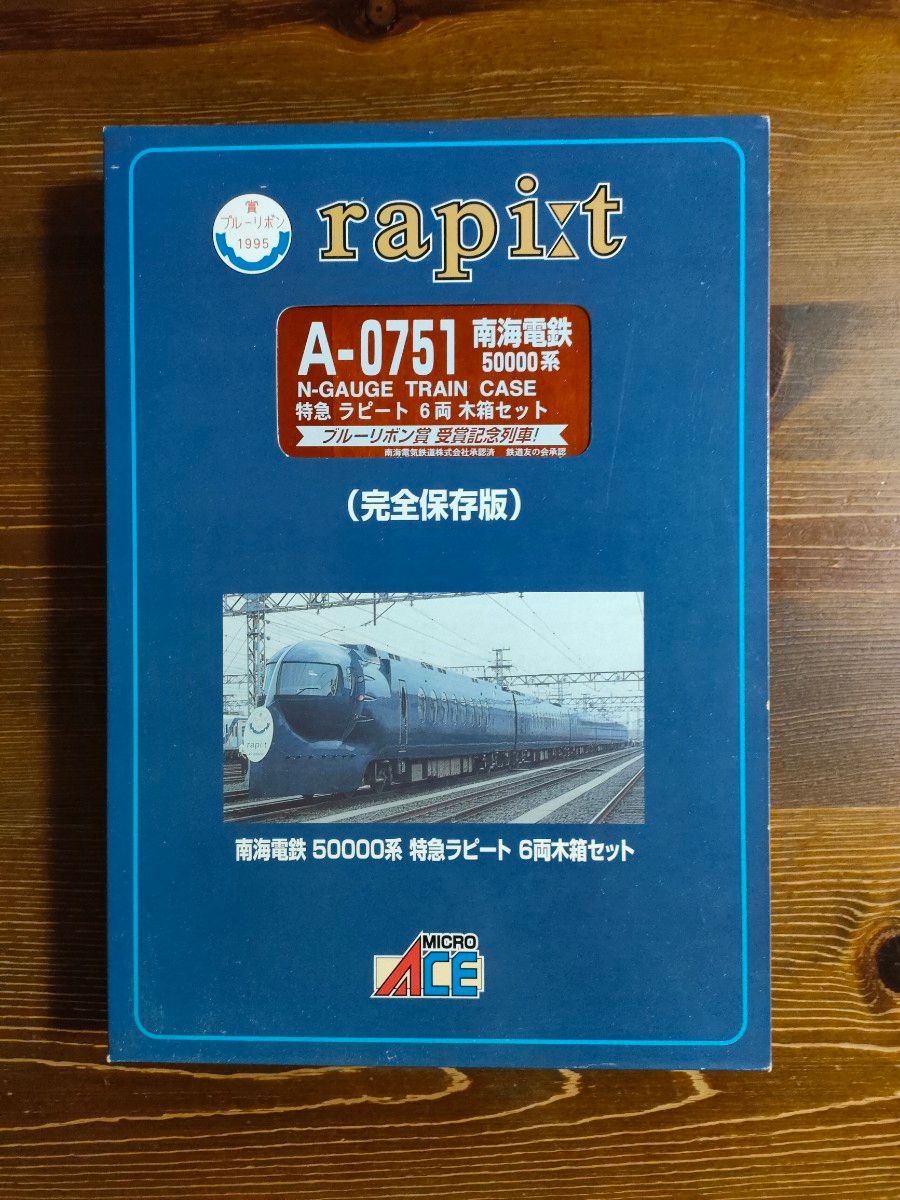 賞
ブルーリボン
1995
rapi:t
A-0751
南海電鉄
50000系
N-GAUGE TRAIN CASE
特急 ラピート 6両 木箱セット
ブルーリボン賞 受賞記念列車!
南海電気鉄道株式会社承認済 鉄道友の会承認
(完全保存版)
rapi:t
南海電鉄 50000系 特急ラピート 6両木箱セット
MICRO
ACE